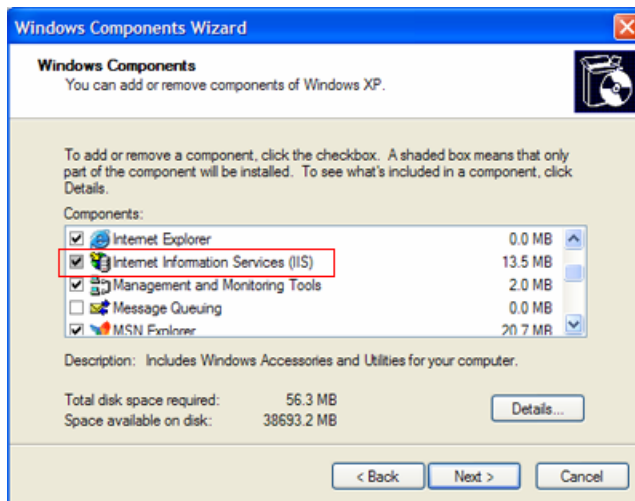 Windows Components Wizard
Windows Components
You can add or remove components of Windows XP.
To add or remove a component, click the checkbox. A shaded box means that only
part of the component will be installed. To see what's included in a component, click
Details.
Components:
Internet Explorer 0.0 MB
Internet Information Services (IIS) 13.5 MB
Management and Monitoring Tools 2.0 MB
Message Queuing 0.0 MB
MSN Explorer 20.7 MB
Description: Includes Windows Accessories and Utilities for your computer.
Total disk space required: 56.3 MB
Space available on disk: 38693.2 MB
Details...
< Back Next > Cancel